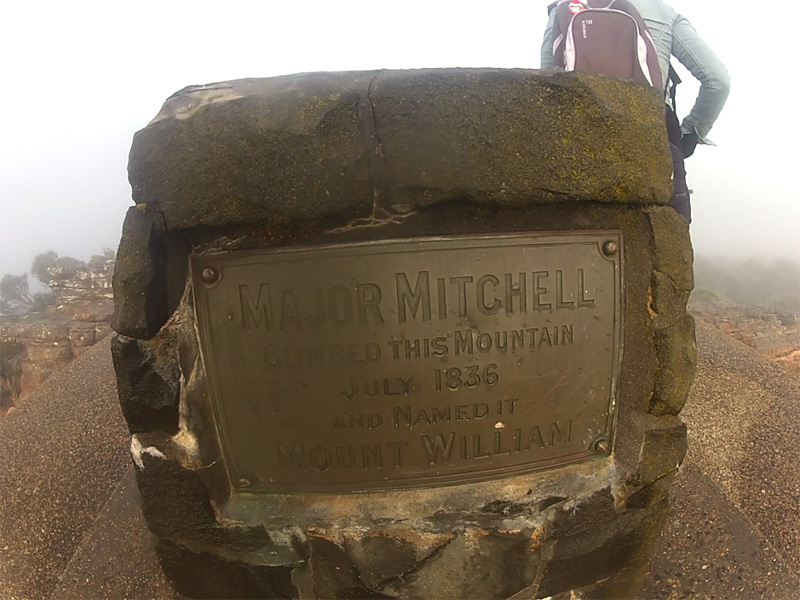 MAJOR MITCHELL
CLIMBED THIS MOUNTAIN
JULY 1836
AND NAMED IT
MOUNT WILLIAM